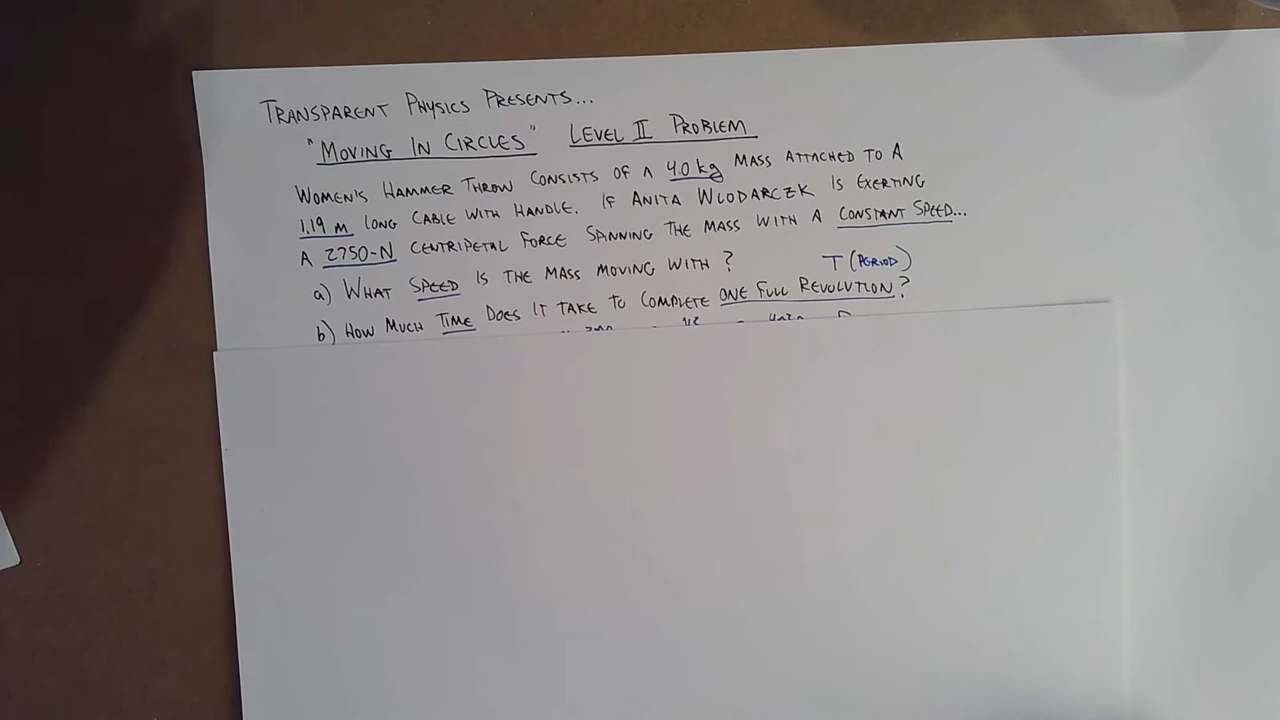 TRANSPARENT PHYSICS PRESENTS...
"MOVING IN CIRCLES" LEVEL II PROBLEM
WOMEN'S HAMMER THROW CONSISTS OF A 4.0 kg MASS ATTACHED TO A
1.19 m LONG CABLE WITH HANDLE. IF ANITA WLODARCZEK IS EXERTING
A 2750-N CENTRIPETAL FORCE SPINNING THE MASS WITH A CONSTANT SPEED...
a) WHAT SPEED IS THE MASS MOVING WITH? T (PERIOD)
b) HOW MUCH TIME DOES IT TAKE TO COMPLETE ONE FULL REVOLUTION?